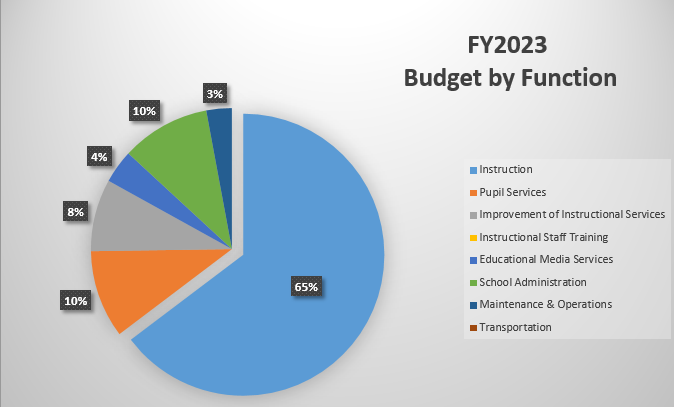 FY2023
Budget by Function
3%
10%
4%
8%
10%
65%
Instruction
Pupil Services
Improvement of Instructional Services
Instructional Staff Training
Educational Media Services
School Administration
Maintenance & Operations
Transportation